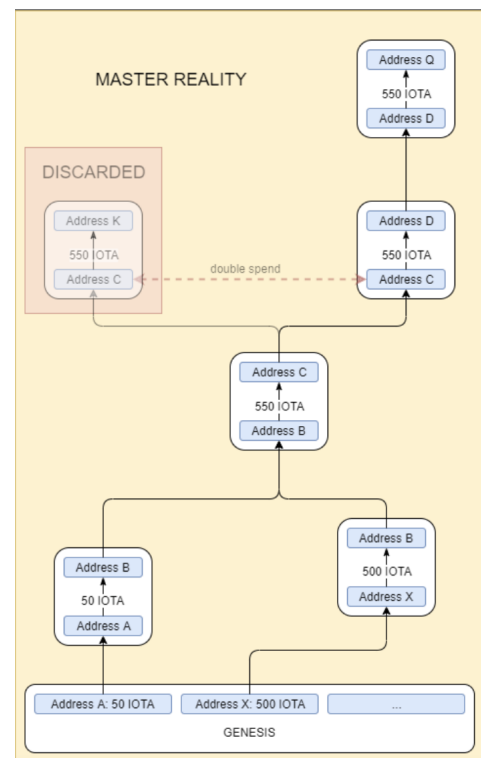 Address Q
MASTER REALITY
550 IOTA
Address D
DISCARDED
Address K
550 IOTA
Address C
double spend
Address D
550 IOTA
Address C
Address C
550 IOTA
Address B
Address B
50 IOTA
Address A
Address B
500 IOTA
Address X
Address A: 50 IOTA
Address X: 500 IOTA
...
GENESIS